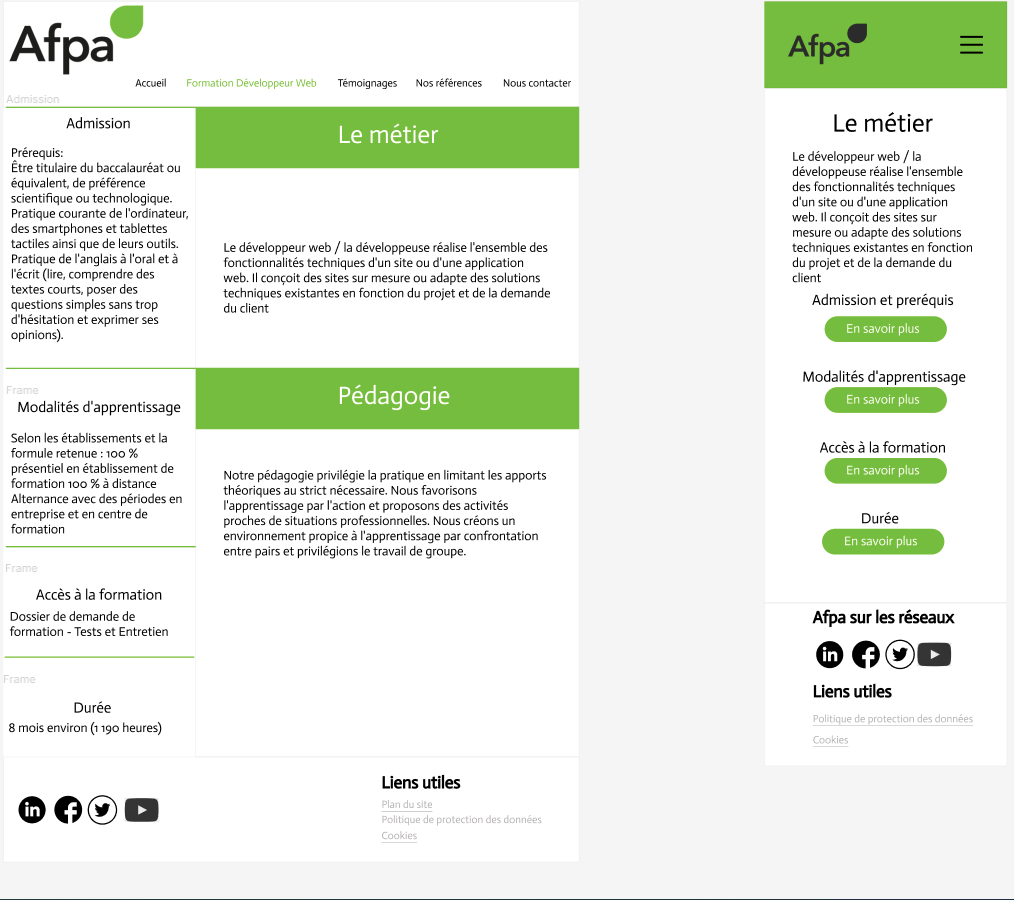 Afpa
Accueil
Formation Développeur Web
Témoignages
Nos références
Nous contacter
Admission
Admission
Prérequis:
Être titulaire du baccalauréat ou
équivalent, de préférence
scientifique ou technologique.
Pratique courante de l'ordinateur,
des smartphones et tablettes
tactiles ainsi que de leurs outils.
Pratique de l'anglais à l'oral et à
l'écrit (lire, comprendre des
textes courts, poser des
questions simples sans trop
d'hésitation et exprimer ses
opinions).
Frame
Modalités d'apprentissage
Selon les établissements et la
formule retenue : 100 %
présentiel en établissement de
formation 100 % à distance
Alternance avec des périodes en
entreprise et en centre de
formation
Frame
Accès à la formation
Dossier de demande de
formation - Tests et Entretien
Frame
Durée
8 mois environ (1 190 heures)
Le métier
Le développeur web / la développeuse réalise l'ensemble des
fonctionnalités techniques d'un site ou d'une application
web. Il conçoit des sites sur mesure ou adapte des solutions
techniques existantes en fonction du projet et de la demande
du client
Pédagogie
Notre pédagogie privilégie la pratique en limitant les apports
théoriques au strict nécessaire. Nous favorisons
l'apprentissage par l'action et proposons des activités
proches de situations professionnelles. Nous créons un
environnement propice à l'apprentissage par confrontation
entre pairs et privilégions le travail de groupe.
in
Liens utiles
Plan du site
Politique de protection des données
Cookies
Afpa
Le métier
Le développeur web / la
développeuse réalise l'ensemble
des fonctionnalités techniques
d'un site ou d'une application
web. Il conçoit des sites sur
mesure ou adapte des solutions
techniques existantes en fonction
du projet et de la demande du
client
Admission et preréquis
En savoir plus
Modalités d'apprentissage
En savoir plus
Accès à la formation
En savoir plus
Durée
En savoir plus
Afpa sur les réseaux
in
Liens utiles
Politique de protection des données
Cookies